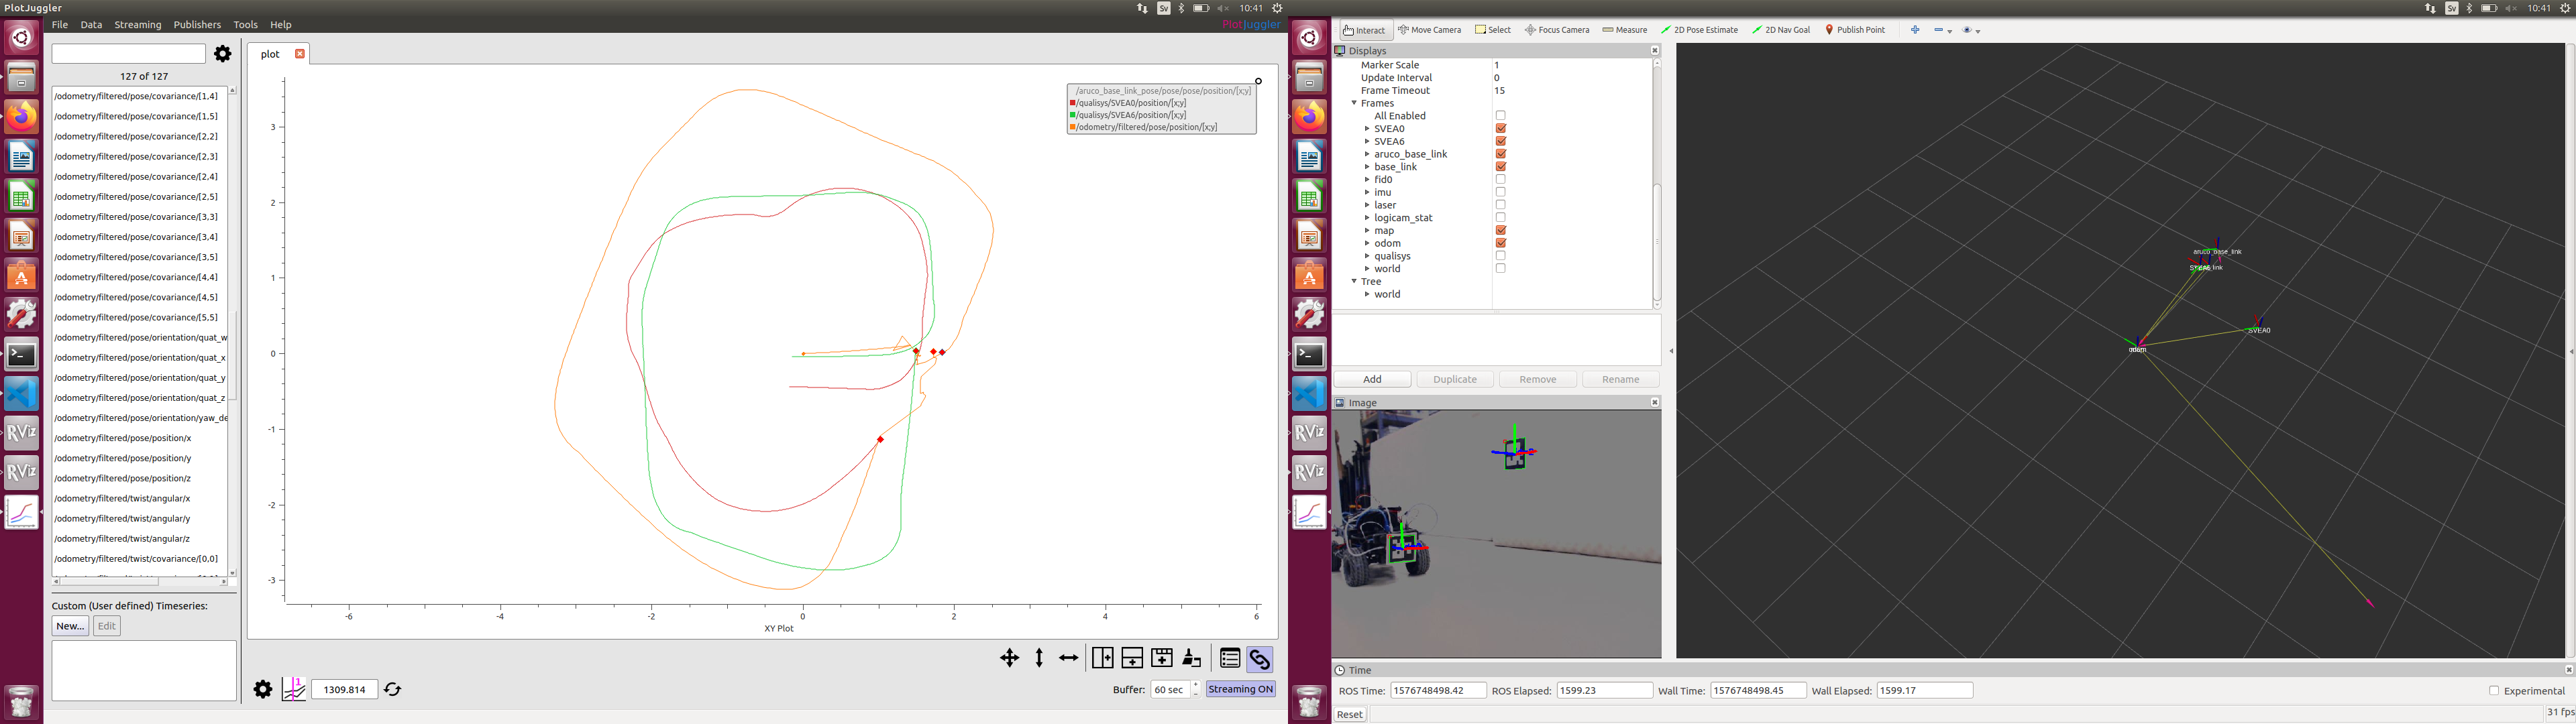 PlotJuggler
Sv
10:41
Sv
10:41
File Data Streaming Publishers Tools Help
PlotJuggler
127 of 127
/odometry/filtered/pose/covariance/[1,4]
/odometry/filtered/pose/covariance/[1,5]
/odometry/filtered/pose/covariance/[2,2]
/odometry/filtered/pose/covariance/[2,3]
/odometry/filtered/pose/covariance/[2,4]
/odometry/filtered/pose/covariance/[2,5]
/odometry/filtered/pose/covariance/[3,3]
/odometry/filtered/pose/covariance/[3,4]
/odometry/filtered/pose/covariance/[3,5]
/odometry/filtered/pose/covariance/[4,4]
/odometry/filtered/pose/covariance/[4,5]
/odometry/filtered/pose/covariance/[5,5]
/odometry/filtered/pose/orientation/quat_w
/odometry/filtered/pose/orientation/quat_x
/odometry/filtered/pose/orientation/quat_y
/odometry/filtered/pose/orientation/quat_z
/odometry/filtered/pose/orientation/yaw_de
/odometry/filtered/pose/position/x
/odometry/filtered/pose/position/y
/odometry/filtered/pose/position/z
/odometry/filtered/twist/angular/x
/odometry/filtered/twist/angular/y
/odometry/filtered/twist/angular/z
/odometry/filtered/twist/covariance/[0,0]
Custom (User defined) Timeseries:
New... Edit
plot
/aruco_base_link_pose/pose/pose/position/[x;y]
/qualisys/SVEA0/position/[x;y]
/qualisys/SVEA6/position/[x;y]
/odometry/filtered/pose/position/[x;y]
3
2
1
0
-1
-2
-3
-6 -4 -2 0 2 4 6
XY Plot
1
1309.814
Buffer: 60 sec Streaming ON
RViz
RViz
RViz
RViz
Interact Move Camera Select Focus Camera Measure 2D Pose Estimate 2D Nav Goal Publish Point
Displays
Marker Scale 1
Update Interval 0
Frame Timeout 15
Frames
All Enabled
SVEA0
SVEA6
aruco_base_link
base_link
fid0
imu
laser
logicam_stat
map
odom
qualisys
world
Tree
world
Add Duplicate Remove Rename
Image
aruco_base_link
SVEA0
odom
Time
ROS Time: 1576748498.42 ROS Elapsed: 1599.23 Wall Time: 1576748498.45 Wall Elapsed: 1599.17 Experimental
Reset
31 fps